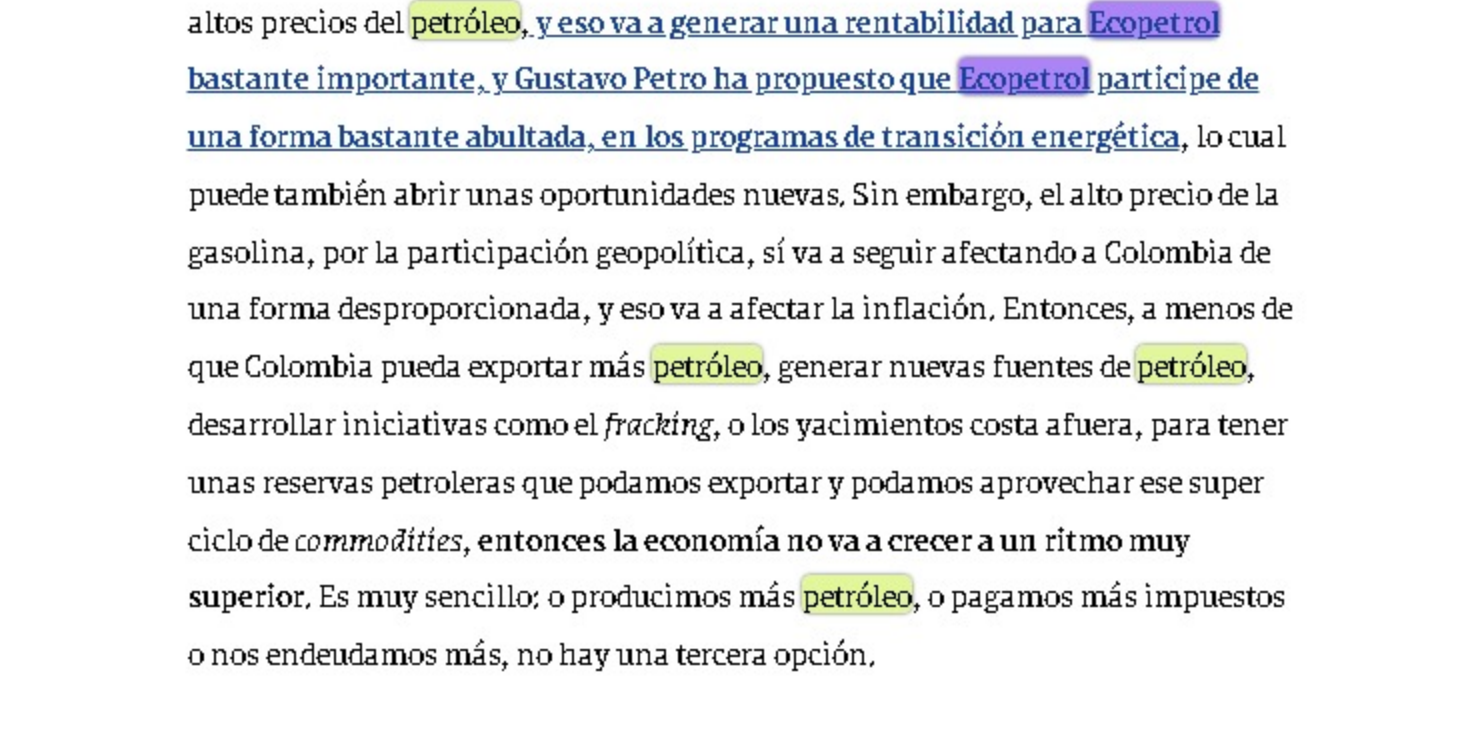 altos precios del petróleo, y eso va a generar una rentabilidad para Ecopetrol
bastante importante, y Gustavo Petro ha propuesto que Ecopetrol participe de
una forma bastante abultada, en los programas de transición energética, lo cual
puede también abrir unas oportunidades nuevas. Sin embargo, el alto precio de la
gasolina, por la participación geopolítica, sí va a seguir afectando a Colombia de
una forma desproporcionada, y eso va a afectar la inflación. Entonces, a menos de
que Colombia pueda exportar más petróleo, generar nuevas fuentes de petróleo,
desarrollar iniciativas como el fracking, o los yacimientos costa afuera, para tener
unas reservas petroleras que podamos exportar y podamos aprovechar ese super
ciclo de commodities, entonces la economía no va a crecer a un ritmo muy
superior. Es muy sencillo: o producimos más petróleo, o pagamos más impuestos
o nos endeudamos más, no hay una tercera opción.